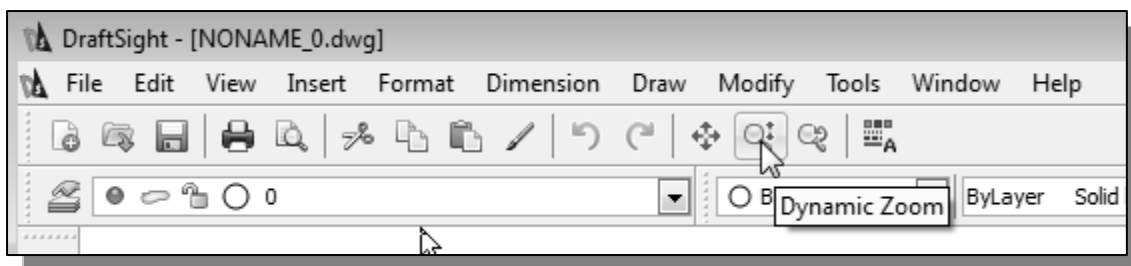 DraftSight - [NONAME_0.dwg]
File Edit View Insert Format Dimension Draw Modify Tools Window Help
A
0 B ByLayer Solid
Dynamic Zoom